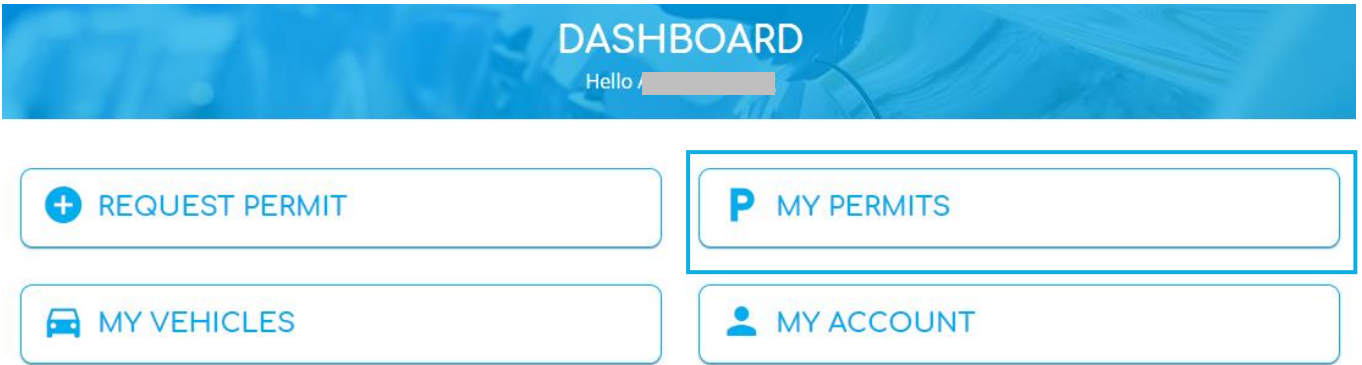 DASHBOARD
Hello
REQUEST PERMIT
P MY PERMITS
MY VEHICLES
MY ACCOUNT